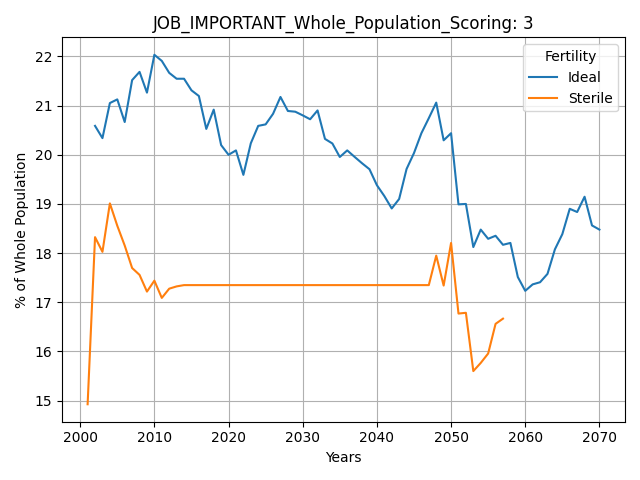 JOB_IMPORTANT_Whole_Population_Scoring: 3
Fertility
Ideal
Sterile
% of Whole Population
22
21
20
19
18
17
16
15
2000
2010
2020
2030
2040
2050
2060
2070
Years